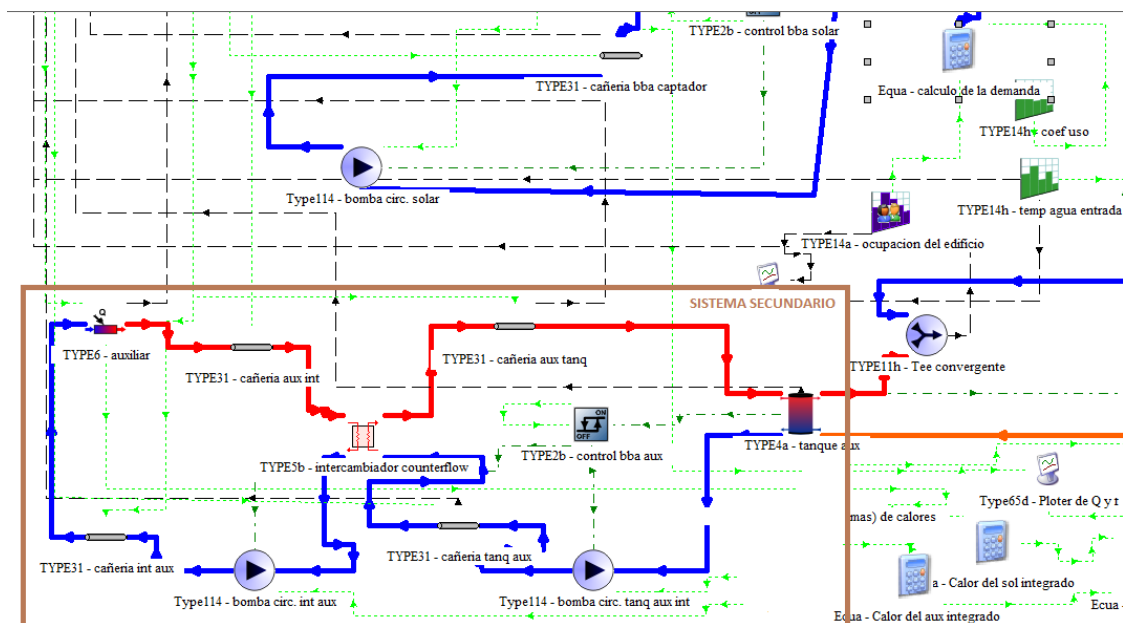 TYPE2b - control bba solar
TYPE31 - cañeria bba captador
Equa - calculo de la demanda
TYPE14h - coef uso
Type114 - bomba circ. solar
TYPE14h - temp agua entrada
TYPE14a - ocupacion del edificio
SISTEMA SECUNDARIO
Q
TYPE6 - auxiliar
TYPE31 - cañeria aux tanq
TYPE11h - Tee convergente
TYPE31 - cañeria aux int
ON
OFF
TYPE4a - tanque aux
TYPE2b - control bba aux
TYPE5b - intercambiador counterflow
Type65d - Ploter de Q y t
mas) de calores
TYPE31 - cañeria tanq aux
TYPE31 - cañeria int aux
a - Calor del sol integrado
Type114 - bomba circ. int aux
Type114 - bomba circ. tanq aux int
Equa - Calor del aux integrado
Ecua -